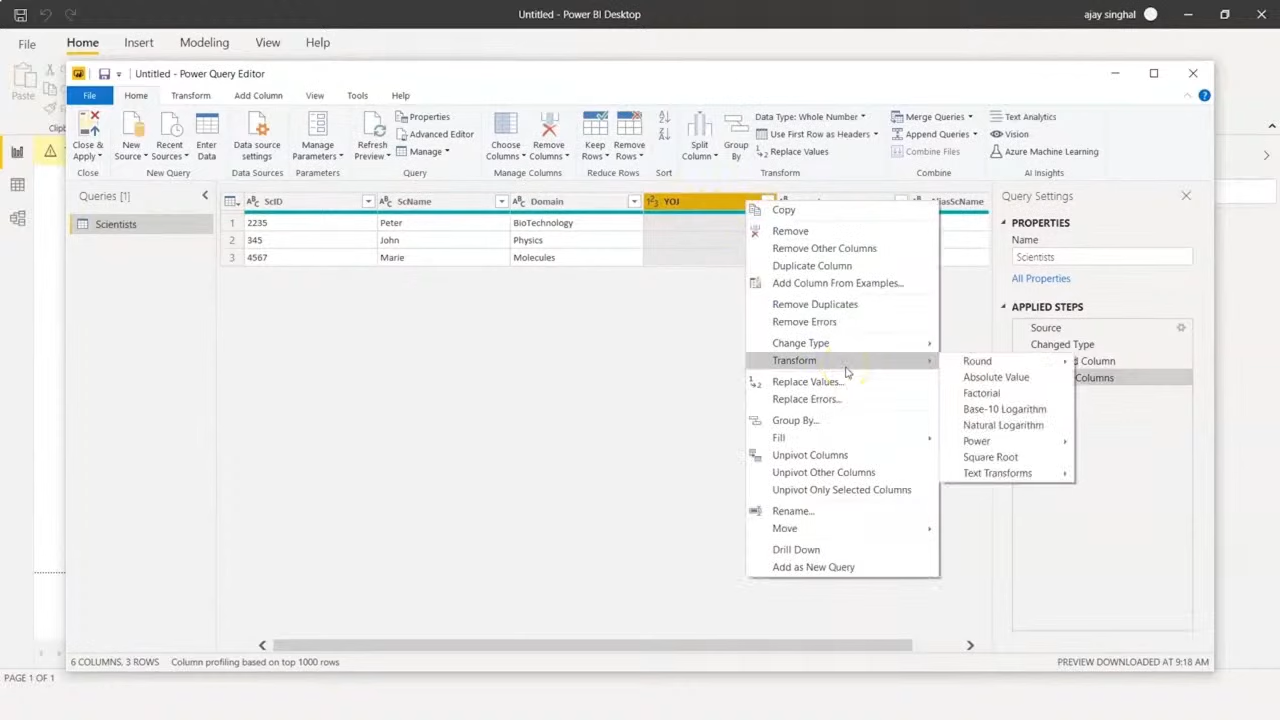 Untitled - Power BI Desktop
ajay singhal
File
Home
Insert
Modeling
View
Help
Paste
Untitled - Power Query Editor
File
Home
Transform
Add Column
View
Tools
Help
Close & Apply
New Source
Recent Sources
Enter Data
Data source settings
Manage Parameters
Refresh Preview
Properties
Advanced Editor
Manage
Choose Columns
Remove Columns
Keep Rows
Remove Rows
Split Column
Group By
Data Type: Whole Number
Use First Row as Headers
Replace Values
Merge Queries
Append Queries
Combine Files
Text Analytics
Vision
Azure Machine Learning
Close
New Query
Data Sources
Parameters
Query
Manage Columns
Reduce Rows
Sort
Transform
Combine
AI Insights
Queries [1]
Scientists
ScID
ScName
Domain
YOJ
AliasScName
1 2235 Peter BioTechnology
2 345 John Physics
3 4567 Marie Molecules
Copy
Remove
Remove Other Columns
Duplicate Column
Add Column From Examples...
Remove Duplicates
Remove Errors
Change Type
Transform
Replace Values...
Replace Errors...
Group By...
Fill
Unpivot Columns
Unpivot Other Columns
Unpivot Only Selected Columns
Rename...
Move
Drill Down
Add as New Query
Round
Absolute Value
Factorial
Base-10 Logarithm
Natural Logarithm
Power
Square Root
Text Transforms
Query Settings
PROPERTIES
Name
Scientists
All Properties
APPLIED STEPS
Source
Changed Type
d Column
Columns
6 COLUMNS, 3 ROWS
Column profiling based on top 1000 rows
PREVIEW DOWNLOADED AT 9:18 AM
PAGE 1 OF 1